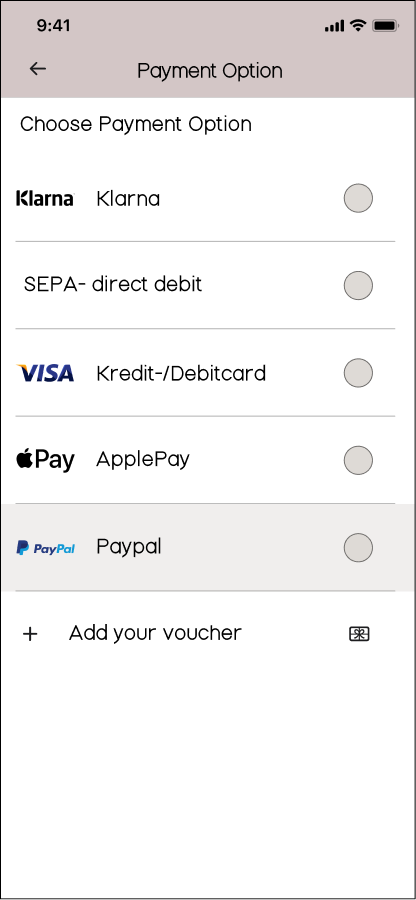 9:41
Payment Option
Choose Payment Option
Klarna Klarna
SEPA- direct debit
VISA Kredit-/Debitcard
Pay ApplePay
PayPal Paypal
+ Add your voucher